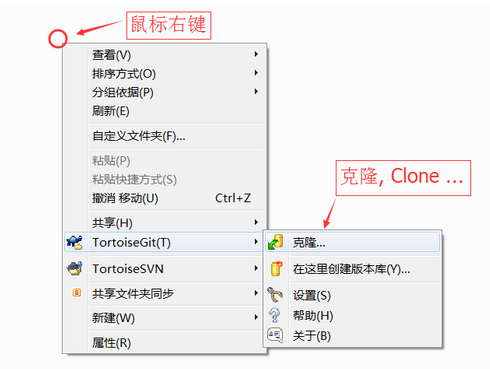 鼠标右键
查看(V)
排序方式(O)
分组依据(P)
刷新(E)
自定义文件夹(F)...
粘贴(P)
粘贴快捷方式(S)
撤消 移动(U) Ctrl+Z
共享(H)
TortoiseGit(T)
TortoiseSVN
共享文件夹同步
新建(W)
属性(R)
克隆, Clone ...
克隆...
在这里创建版本库(Y)...
设置(S)
帮助(H)
关于(B)